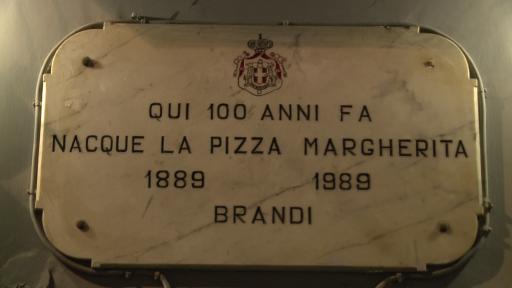 QUI 100 ANNI FA
NACQUE LA PIZZA MARGHERITA
1889 1989
BRANDI